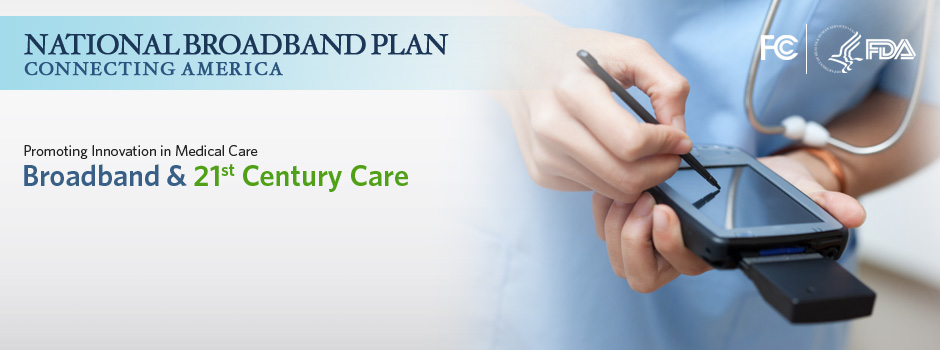 NATIONAL BROADBAND PLAN
CONNECTING AMERICA
FCC
FDA
Promoting Innovation in Medical Care
Broadband & 21st Century Care